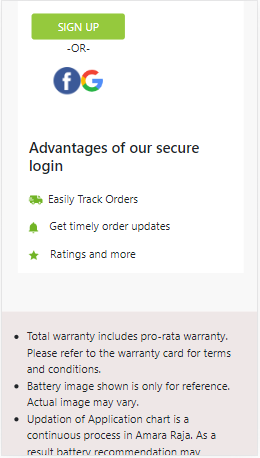 SIGN UP
-OR-
Advantages of our secure
login
Easily Track Orders
Get timely order updates
Ratings and more
• Total warranty includes pro-rata warranty.
Please refer to the warranty card for terms
and conditions.
• Battery image shown is only for reference.
Actual image may vary.
• Updation of Application chart is a
continuous process in Amara Raja. As a
result battery recommendation may